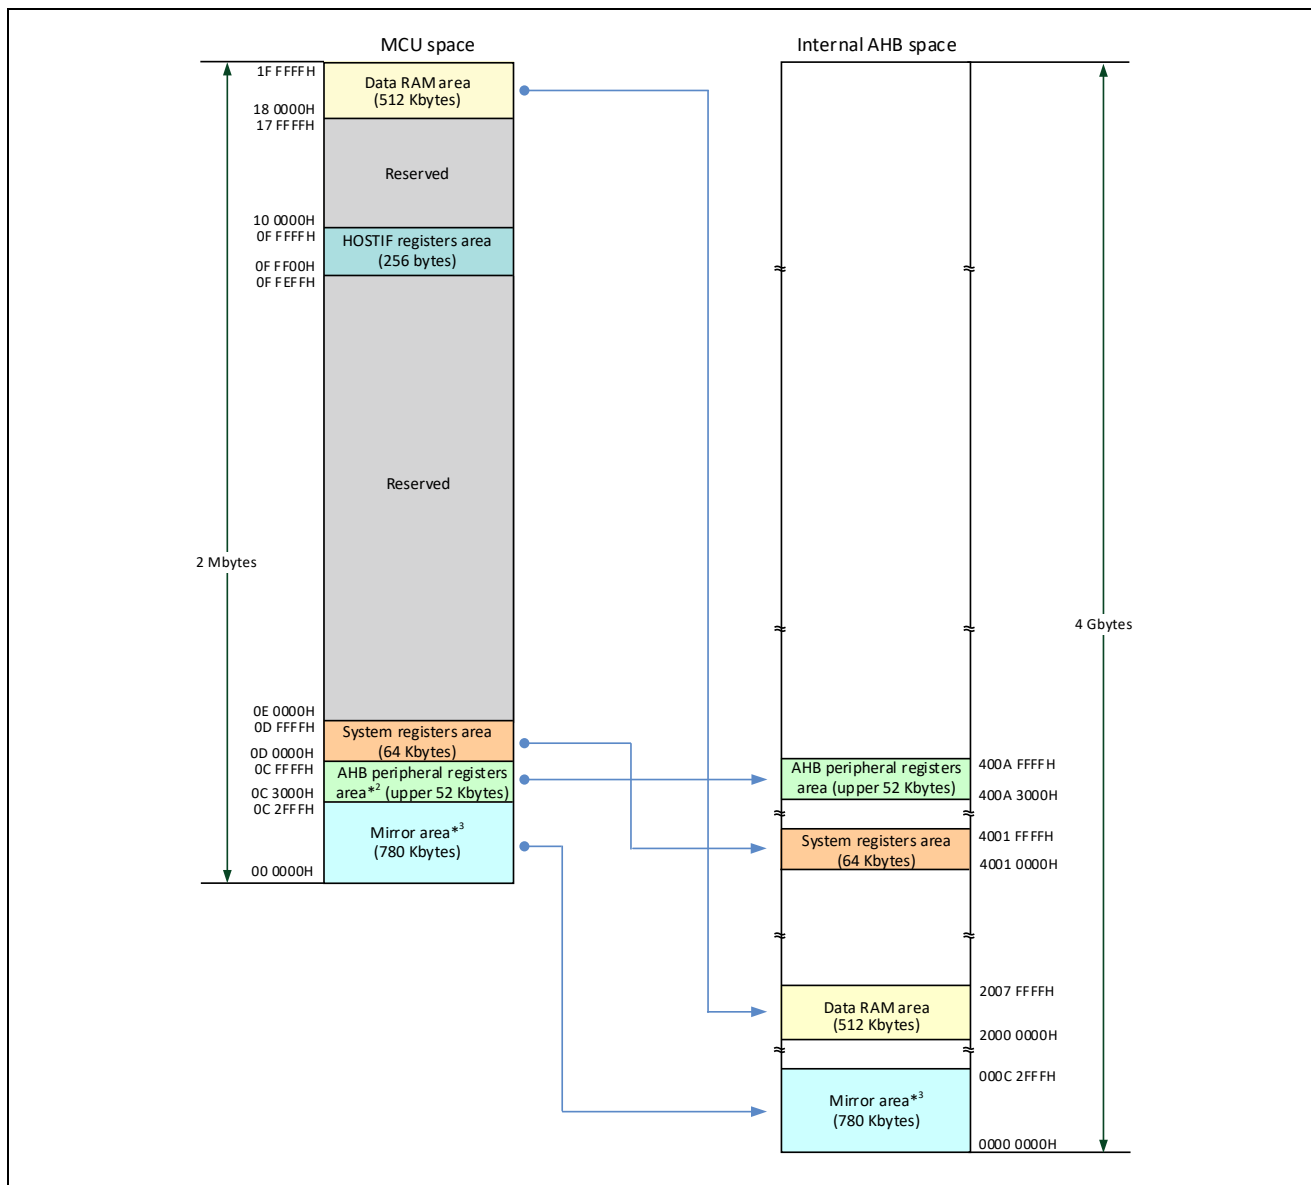 MCU space
Internal AHB space
1F FFFFH
Data RAM area
(512 Kbytes)
18 0000H
17 FFFFH
Reserved
10 0000H
0F FFFFH
HOSTIF registers area
(256 bytes)
0F FF00H
0F FEFFH
Reserved
2 Mbytes
4 Gbytes
0E 0000H
0D FFFFH
System registers area
(64 Kbytes)
0D 0000H
0C FFFFH
AHB peripheral registers
area*2 (upper 52 Kbytes)
0C 3000H
0C 2FFFH
Mirror area*3
(780 Kbytes)
00 0000H
AHB peripheral registers
area (upper 52 Kbytes)
400A FFFFH
400A 3000H
System registers area
(64 Kbytes)
4001 FFFFH
4001 0000H
Data RAM area
(512 Kbytes)
2007 FFFFH
2000 0000H
000C 2FFFH
Mirror area*3
(780 Kbytes)
0000 0000H